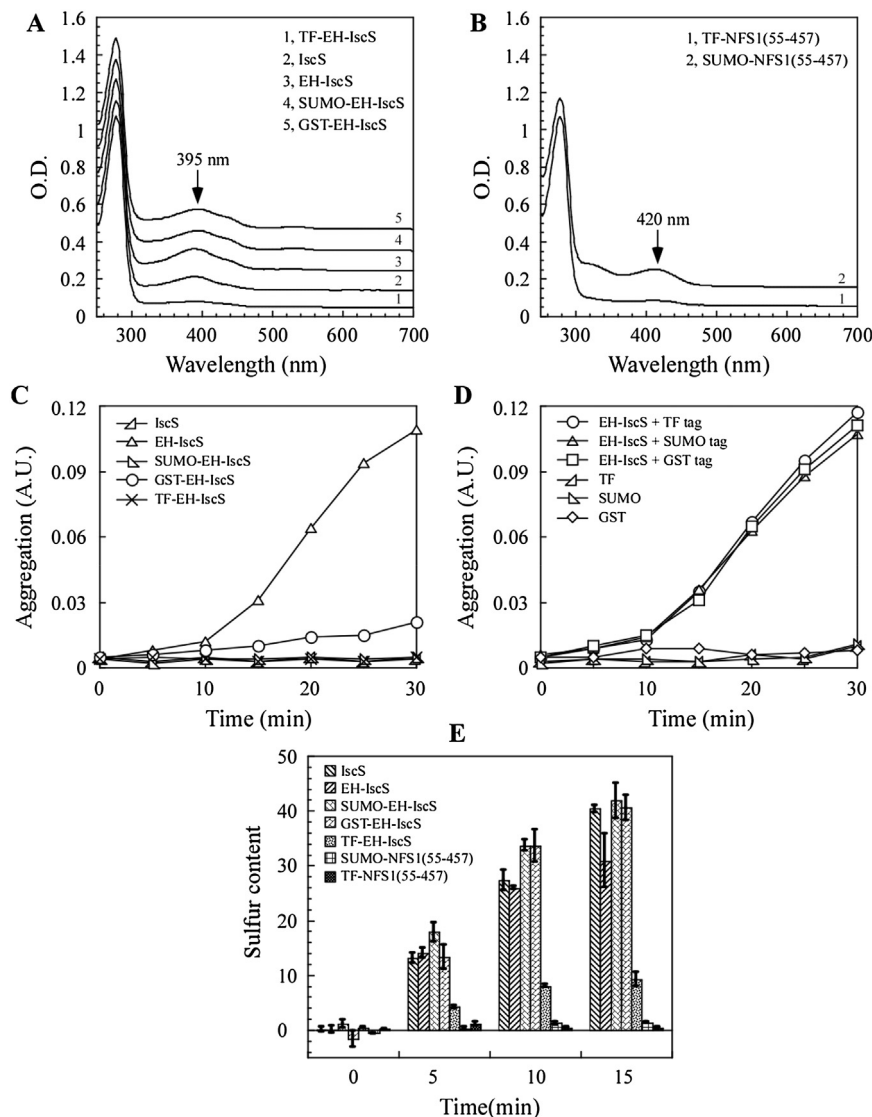 A
1, TF-EH-IscS
2, IscS
3, EH-IscS
4, SUMO-EH-IscS
5, GST-EH-IscS
395 nm
5
4
3
2
1
1.6
1.4
1.2
1
0.8
0.6
0.4
0.2
0
O.D.
300 400 500 600 700
Wavelength (nm)
B
1, TF-NFS1(55-457)
2, SUMO-NFS1(55-457)
420 nm
2
1
1.6
1.4
1.2
1
0.8
0.6
0.4
0.2
0
O.D.
300 400 500 600 700
Wavelength (nm)
C
IscS
EH-IscS
SUMO-EH-IscS
GST-EH-IscS
TF-EH-IscS
0.12
0.09
0.06
0.03
0
Aggregation (A.U.)
0 10 20 30
Time (min)
D
EH-IscS + TF tag
EH-IscS + SUMO tag
EH-IscS + GST tag
TF
SUMO
GST
0.12
0.09
0.06
0.03
0
Aggregation (A.U.)
0 10 20 30
Time (min)
E
IscS
EH-IscS
SUMO-EH-IscS
GST-EH-IscS
TF-EH-IscS
SUMO-NFS1(55-457)
TF-NFS1(55-457)
50
40
30
20
10
0
Sulfur content
0 5 10 15
Time(min)